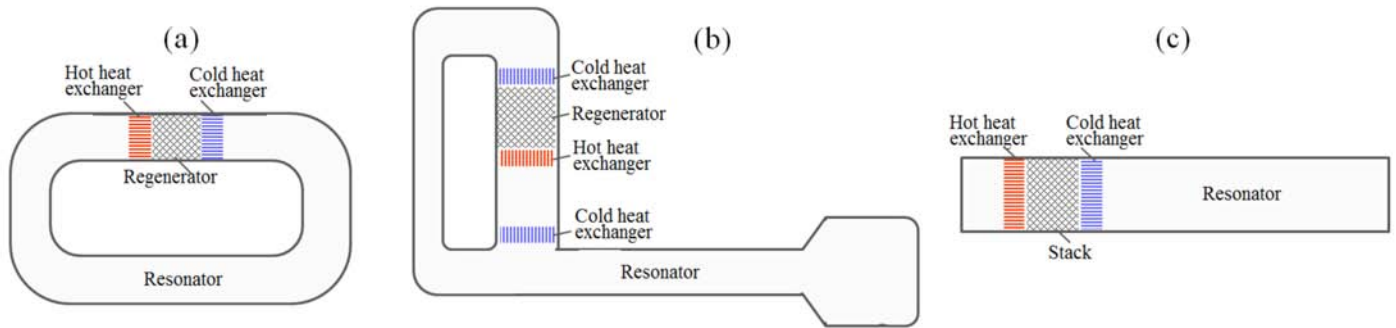 (a)
Hot heat
exchanger
Cold heat
exchanger
Regenerator
Resonator
(b)
Cold heat
exchanger
Regenerator
Hot heat
exchanger
Cold heat
exchanger
Resonator
(c)
Hot heat
exchanger
Cold heat
exchanger
Resonator
Stack